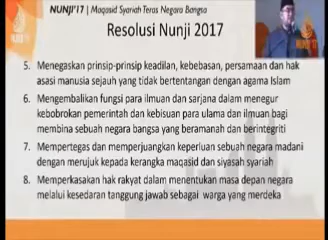 NUNJI'17 | Maqasid Syariah Teras Negara Bangsa
Resolusi Nunji 2017
5. Menegaskan prinsip-prinsip keadilan, kebebasan, persamaan dan hak
asasi manusia sejauh yang tidak bertentangan dengan agama Islam
6. Mengembalikan fungsi para ilmuan dan sarjana dalam menegur
kebobrokan pemerintah dan kebisuan para ulama dan ilmuan bagi
membina sebuah negara bangsa yang beramanah dan berintegriti
7. Mempertegas dan memperjuangkan keperluan sebuah negara madani
dengan merujuk kepada kerangka maqasid dan siyasah syariah
8. Memperkasakan hak rakyat dalam menentukan masa depan negara
melalui kesedaran tanggung jawab sebagai warga yang merdeka